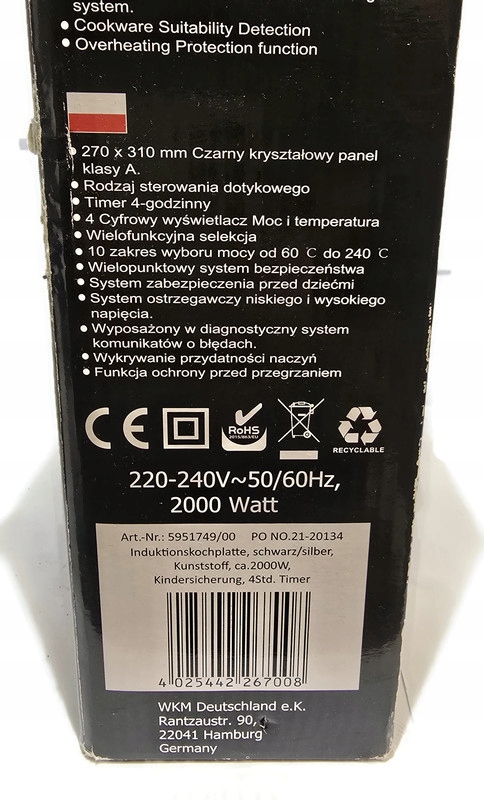 system.
• Cookware Suitability Detection
• Overheating Protection function
• 270 x 310 mm Czarny kryształowy panel
klasy A.
• Rodzaj sterowania dotykowego
• Timer 4-godzinny
• 4 Cyfrowy wyświetlacz Moc i temperatura
• Wielofunkcyjna selekcja
• 10 zakres wyboru mocy od 60 ℃ do 240 ℃
• Wielopunktowy system bezpieczeństwa
• System zabezpieczenia przed dziećmi
• System ostrzegawczy niskiego i wysokiego
napięcia.
• Wyposażony w diagnostyczny system
komunikatów o błędach.
• Wykrywanie przydatności naczyń
• Funkcja ochrony przed przegrzaniem
CE
RoHS
2015/863/EU
RECYCLABLE
220-240V~50/60Hz,
2000 Watt
Art.-Nr.: 5951749/00 PO NO.21-20134
Induktionskochplatte, schwarz/silber,
Kunststoff, ca.2000W,
Kindersicherung, 4Std. Timer
4 025442 267008
WKM Deutschland e.K.
Rantzaustr. 90,
22041 Hamburg
Germany